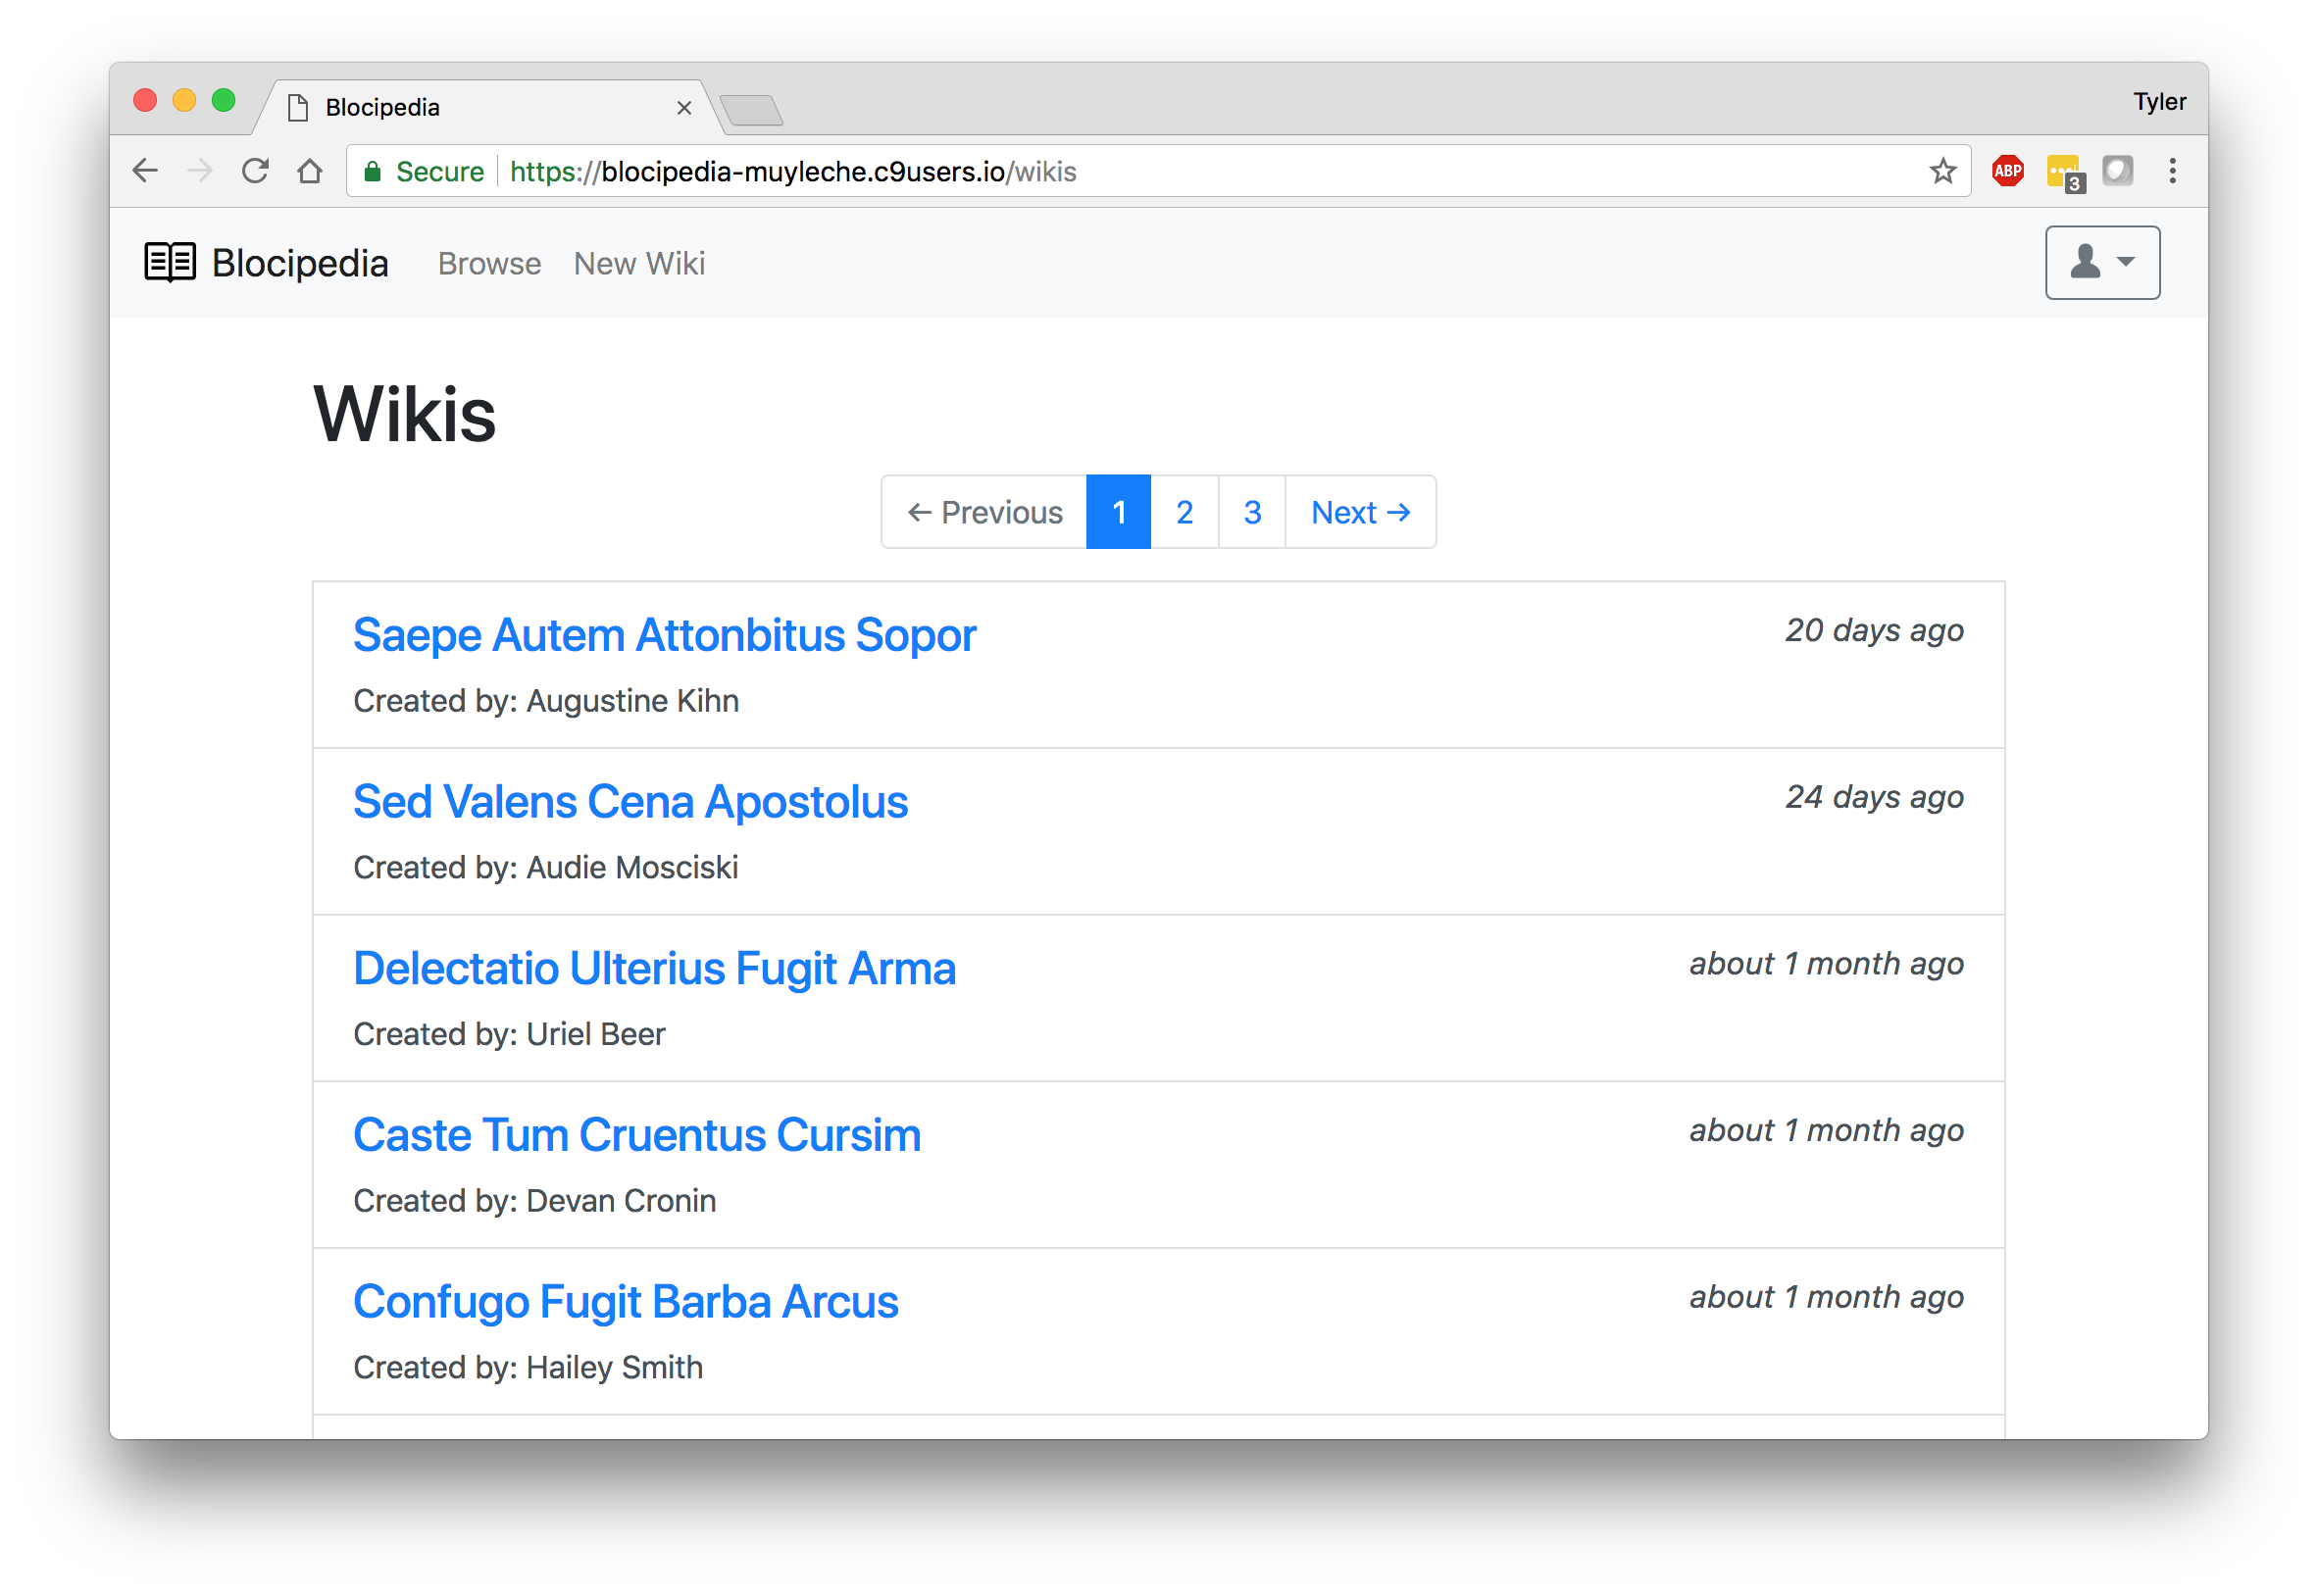 Blocipedia
Tyler
Secure https://blocipedia-muyleche.c9users.io/wikis
ABP
3
Blocipedia Browse New Wiki
Wikis
← Previous 1 2 3 Next →
Saepe Autem Attonbitus Sopor 20 days ago
Created by: Augustine Kihn
Sed Valens Cena Apostolus 24 days ago
Created by: Audie Mosciski
Delectatio Ulterius Fugit Arma about 1 month ago
Created by: Uriel Beer
Caste Tum Cruentus Cursim about 1 month ago
Created by: Devan Cronin
Confugo Fugit Barba Arcus about 1 month ago
Created by: Hailey Smith